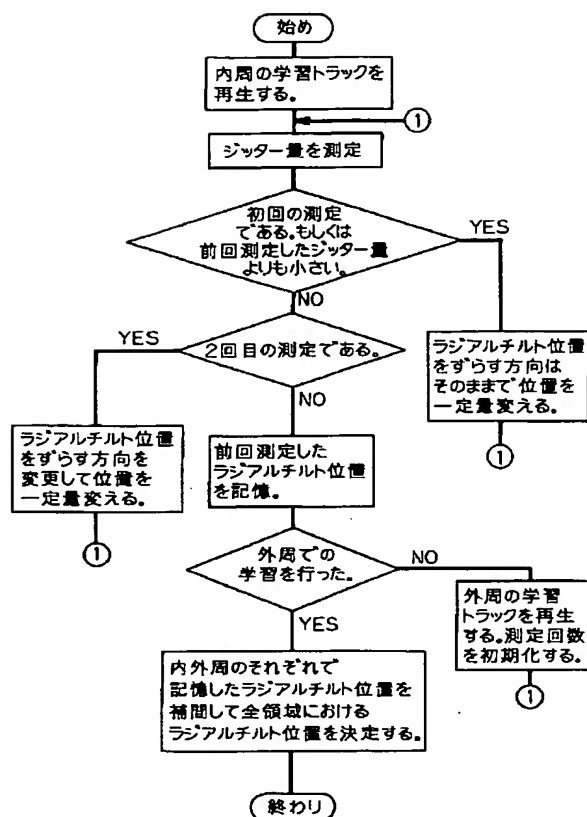 始め
内周の学習トラックを
再生する。
①
ジッター量を測定
初回の測定
である。もしくは
前回測定したジッター量
よりも小さい。
YES
NO
YES
2回目の測定である。
NO
ラジアルチルト位置
をずらす方向は
そのままで位置を
一定量変える。
①
ラジアルチルト位置
をずらす方向を
変更して位置を
一定量変える。
①
前回測定した
ラジアルチルト位置
を記憶。
外周での
学習を行った。
NO
YES
外周の学習
トラックを再生
する。測定回数
を初期化する。
①
内外周のそれぞれで
記憶したラジアルチルト位置を
補間して全領域における
ラジアルチルト位置を決定する。
終わり